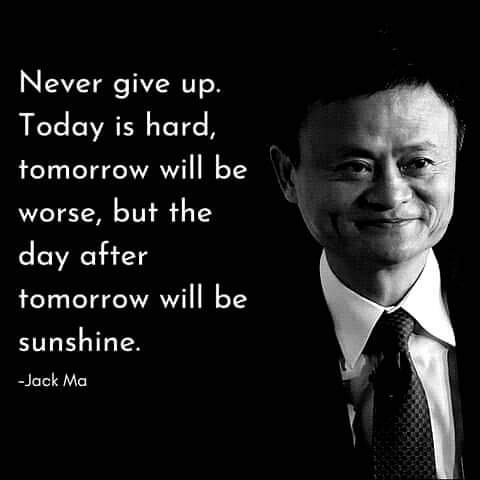 Never give up.
Today is hard,
tomorrow will be
worse, but the
day after
tomorrow will be
sunshine.
-Jack Ma